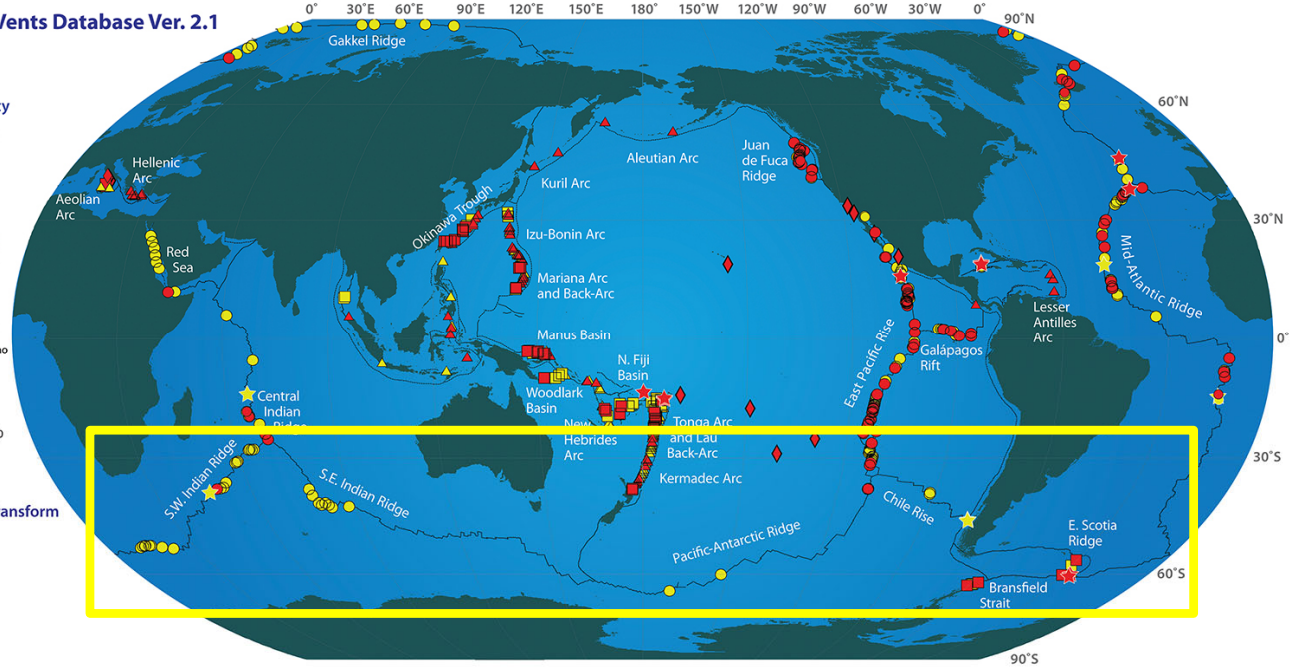 Vents Database Ver. 2.1
0° 30°E 60°E 90°E 120°E 150°E 180° 150°W 120°W 90°W 60°W 30°W 0° 90°N
Gakkel Ridge
60°N
Hellenic
Arc
Aeolian
Arc
Aleutian Arc
Juan
de Fuca
Ridge
Kuril Arc
Okinawa Trough
30°N
Izu-Bonin Arc
Red
Sea
Mid-Atlantic Ridge
Mariana Arc
and Back-Arc
Lesser
Antilles
Arc
Manus Basin
0°
East Pacific Rise
Galápagos
Rift
N. Fiji
Basin
Woodlark
Basin
Central
Indian
Ridge
New
Hebrides
Arc
Tonga Arc
and Lau
Back-Arc
30°S
S.W. Indian Ridge
S.E. Indian Ridge
Kermadec Arc
Chile Rise
ransform
E. Scotia
Ridge
Pacific-Antarctic Ridge
60°S
Bransfield
Strait
90°S